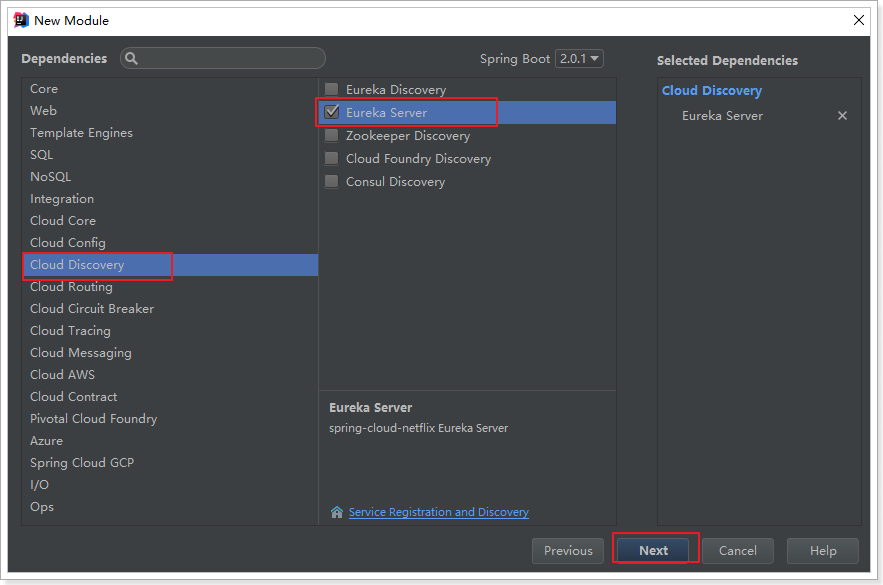 New Module
Dependencies
Spring Boot 2.0.1
Selected Dependencies
Core
Web
Template Engines
SQL
NoSQL
Integration
Cloud Core
Cloud Config
Cloud Discovery
Cloud Routing
Cloud Circuit Breaker
Cloud Tracing
Cloud Messaging
Cloud AWS
Cloud Contract
Pivotal Cloud Foundry
Azure
Spring Cloud GCP
I/O
Ops
Eureka Discovery
Eureka Server
Zookeeper Discovery
Cloud Foundry Discovery
Consul Discovery
Eureka Server
spring-cloud-netflix Eureka Server
Service Registration and Discovery
Cloud Discovery
Eureka Server
Previous
Next
Cancel
Help